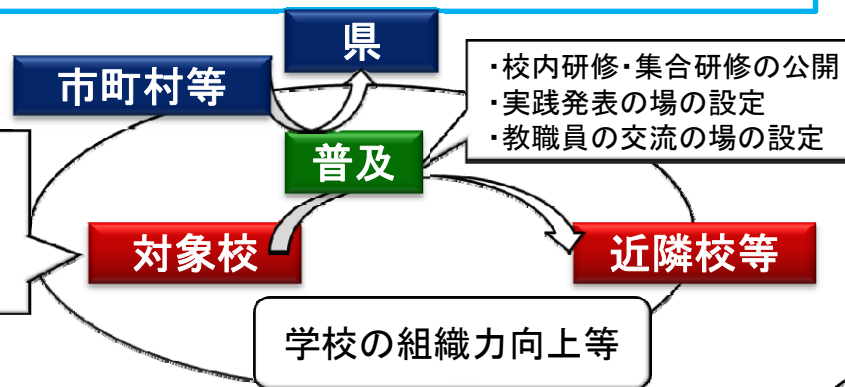 県
市町村等
・校内研修・集合研修の公開
・実践発表の場の設定
・教職員の交流の場の設定
普及
対象校
近隣校等
学校の組織力向上等